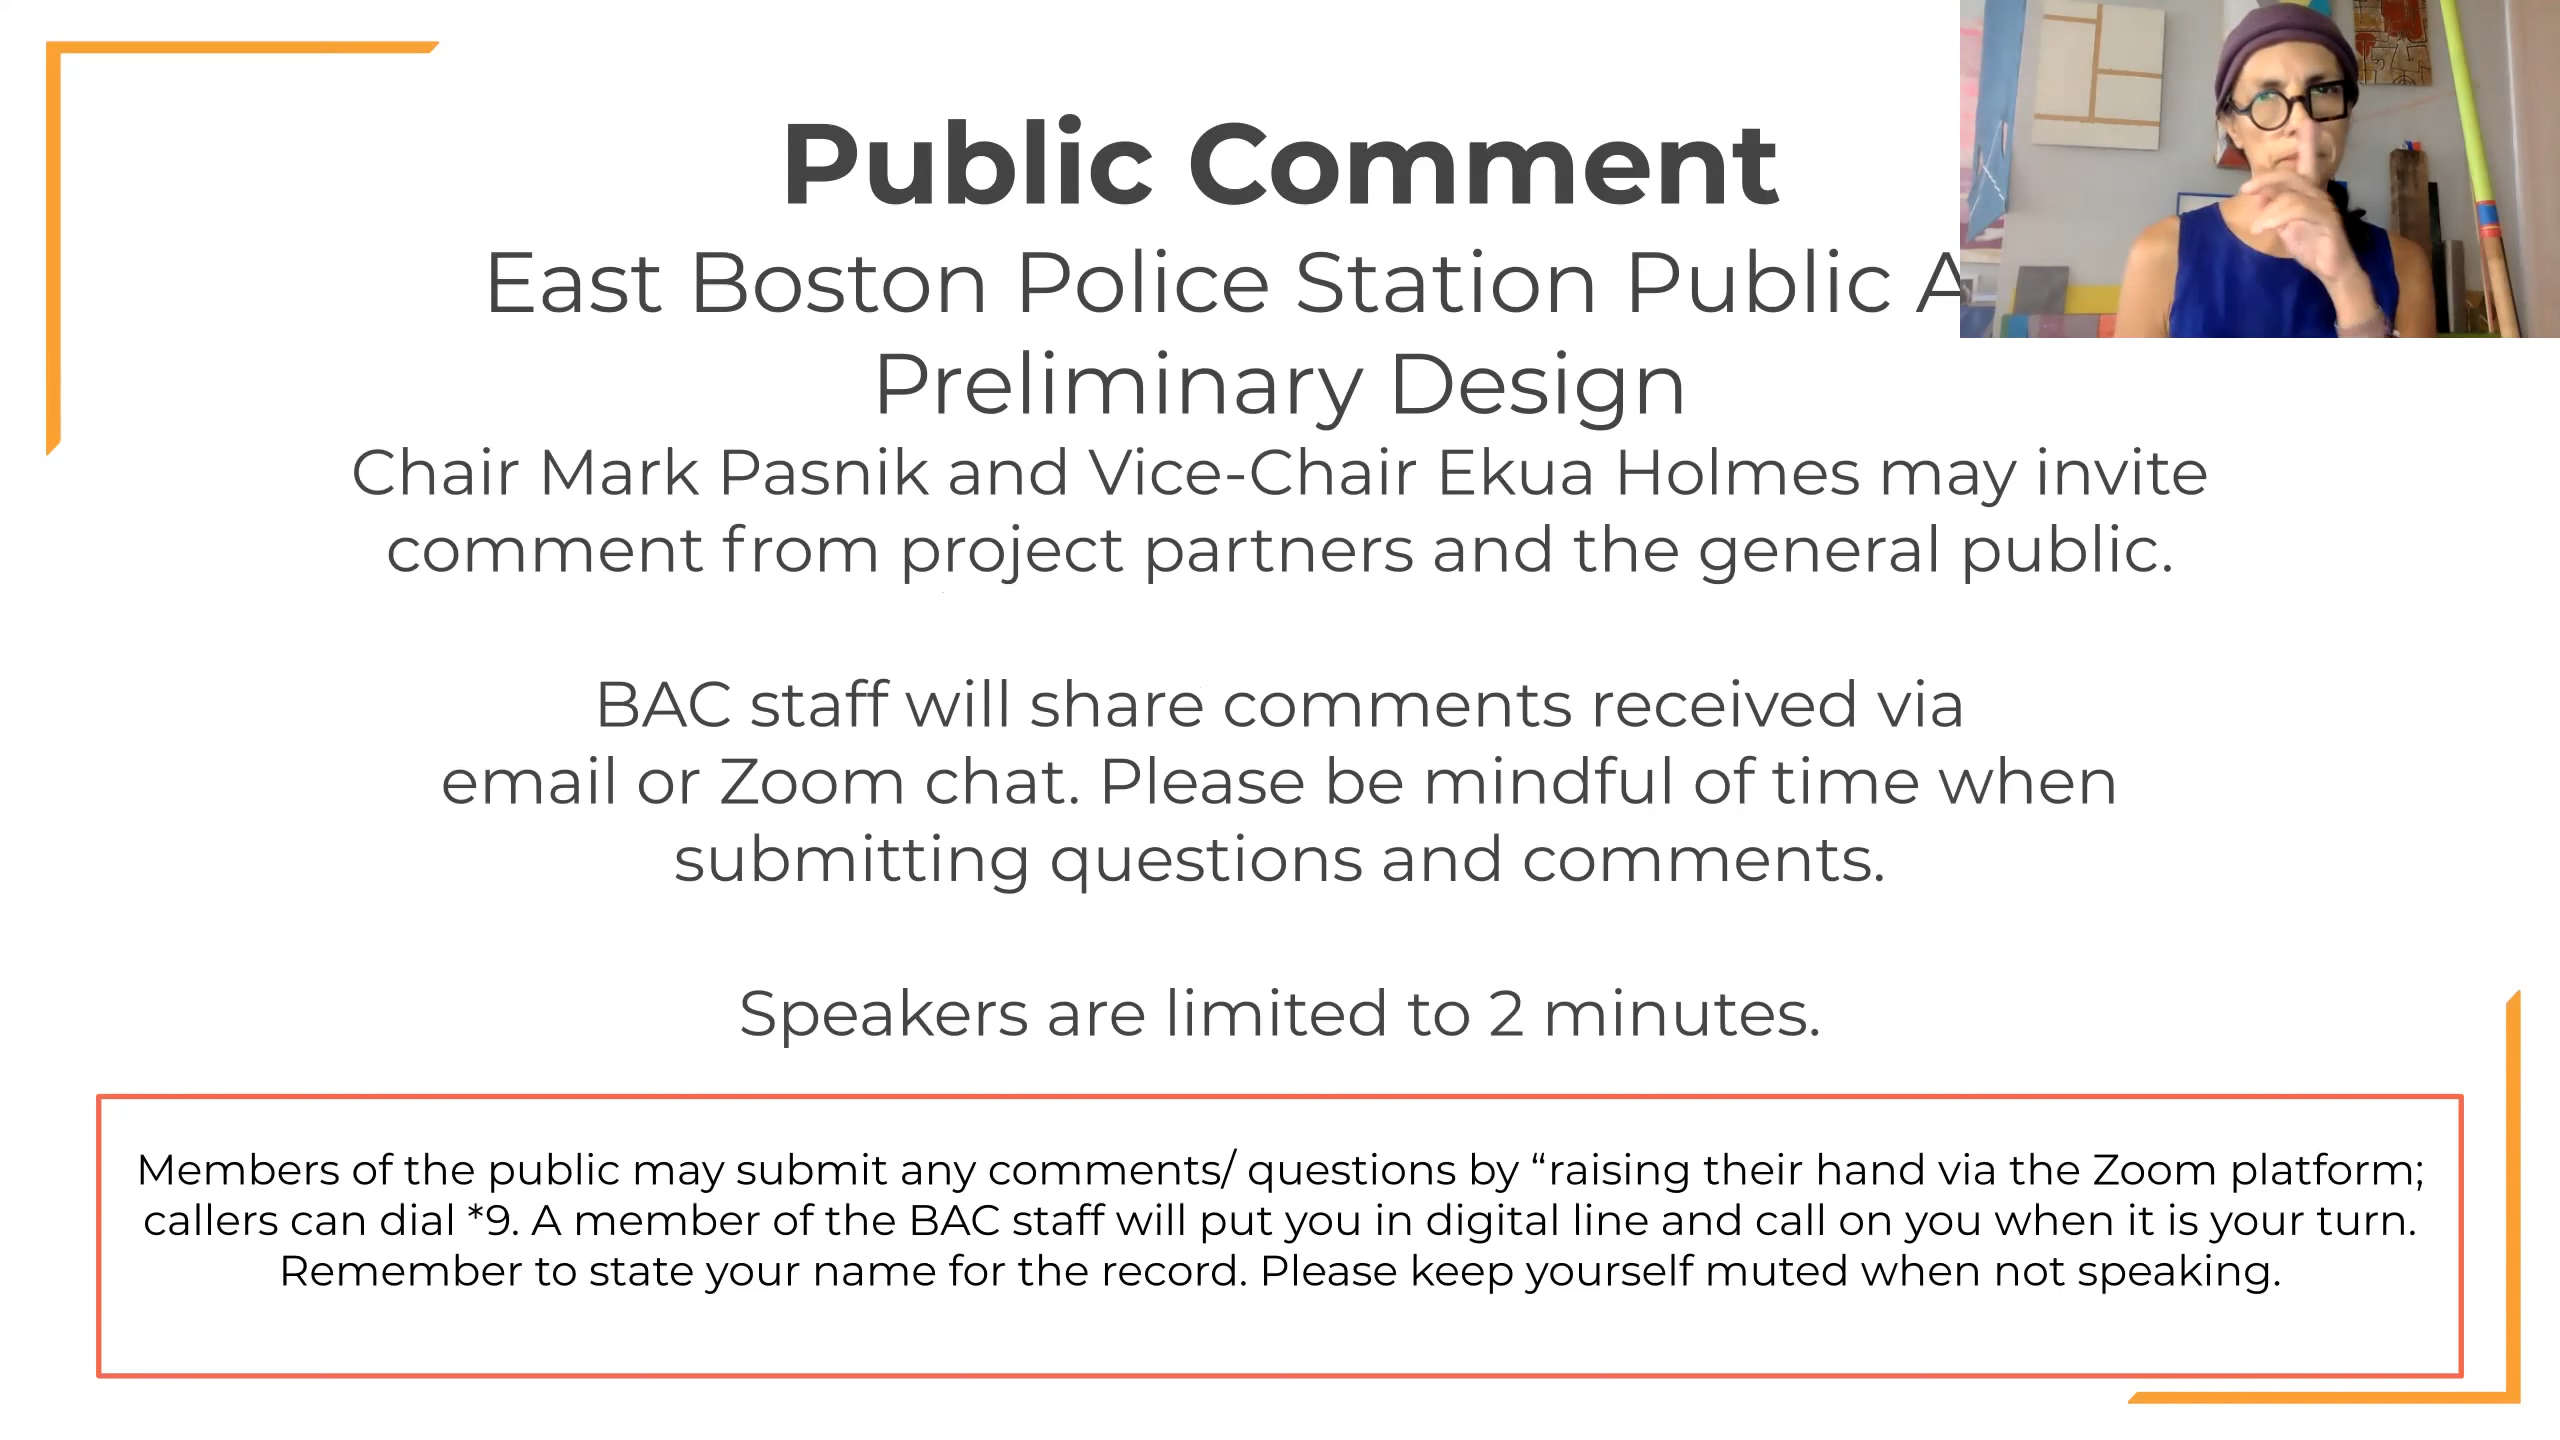 Public Comment
East Boston Police Station Public
Preliminary Design
Chair Mark Pasnik and Vice-Chair Ekua Holmes may invite
comment from project partners and the general public.
BAC staff will share comments received via
email or Zoom chat. Please be mindful of time when
submitting questions and comments.
Speakers are limited to 2 minutes.
Members of the public may submit any comments/ questions by “raising their hand via the Zoom platform;
callers can dial *9. A member of the BAC staff will put you in digital line and call on you when it is your turn.
Remember to state your name for the record. Please keep yourself muted when not speaking.